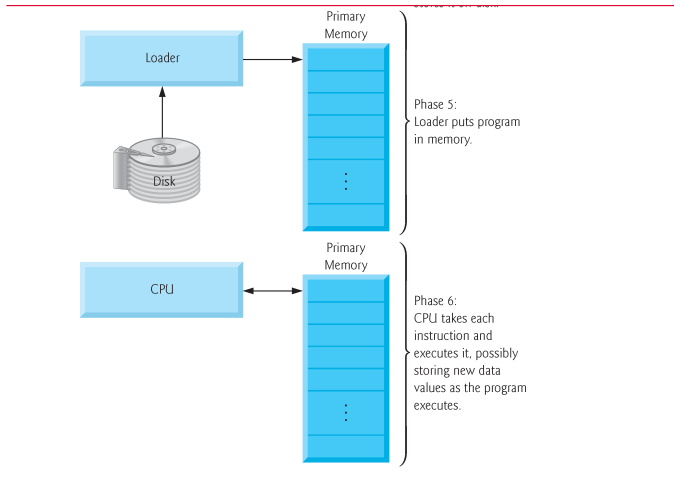 Primary
Memory
Loader
Disk
Phase 5:
Loader puts program
in memory.
Primary
Memory
CPU
Phase 6:
CPU takes each
instruction and
executes it, possibly
storing new data
values as the program
executes.